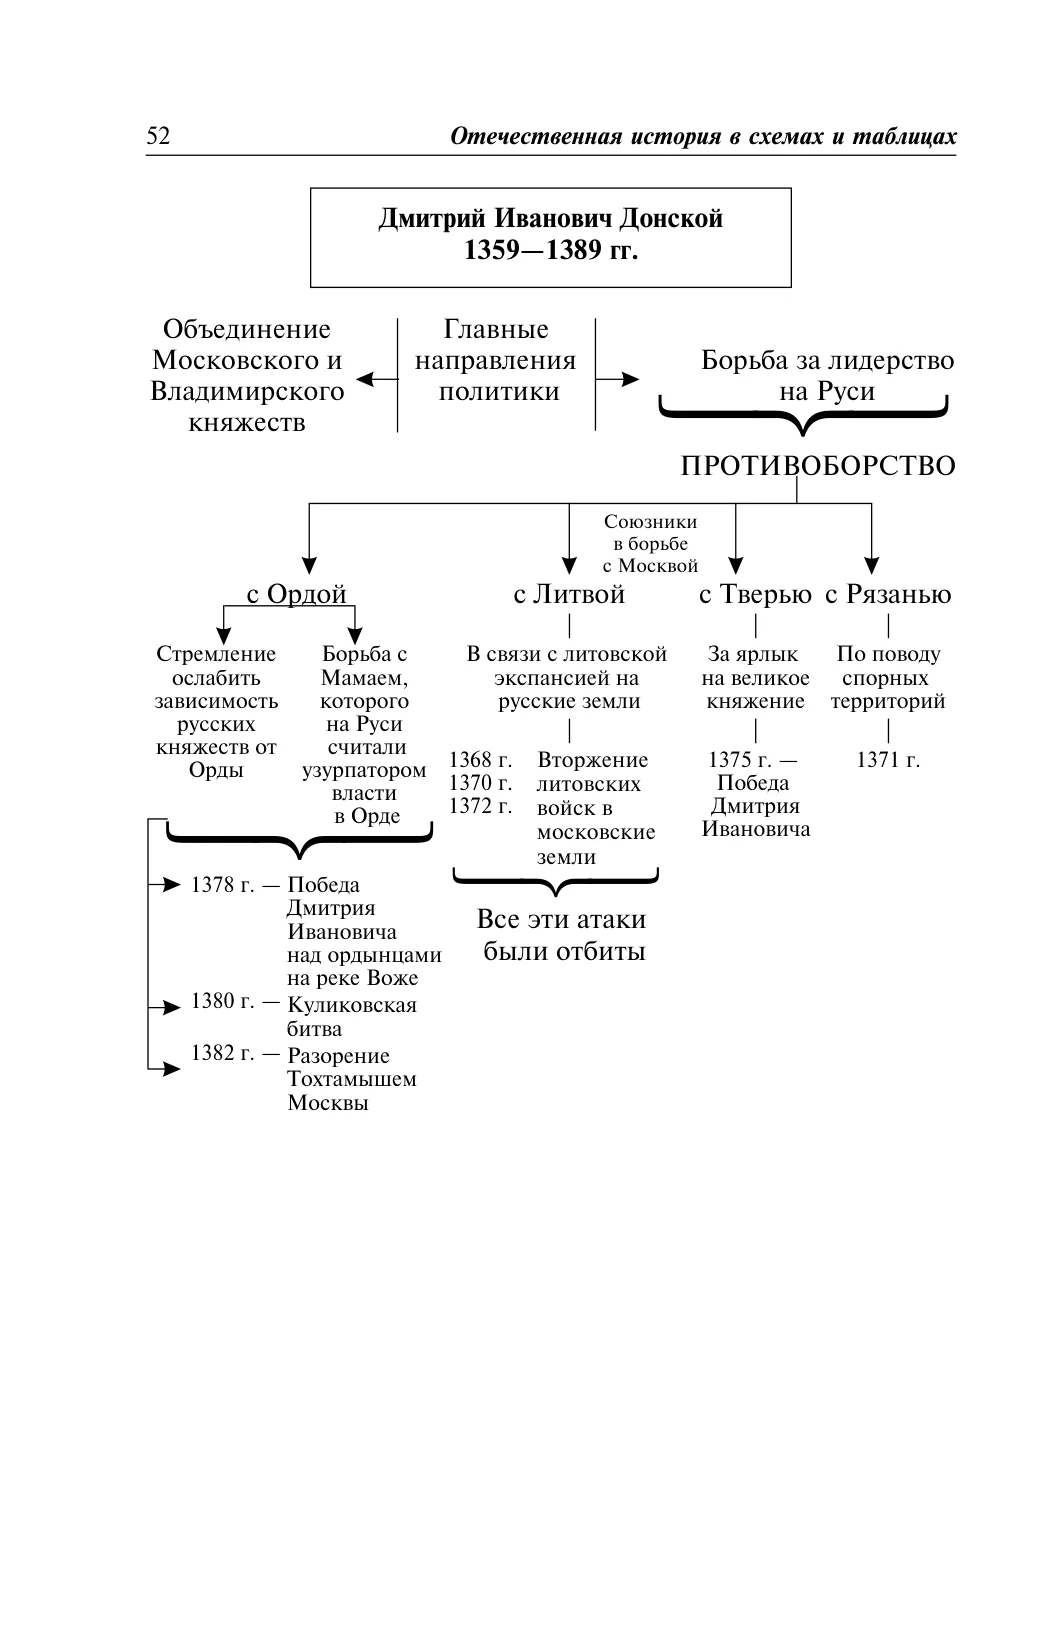 52
Отечественная история в схемах и таблицах
Дмитрий Иванович Донской
1359—1389 гг.
Объединение
Московского и
Владимирского
княжеств
Главные
направления
политики
Борьба за лидерство
на Руси
ПРОТИВОБОРСТВО
Союзники
в борьбе
с Москвой
с Ордой
с Литвой
с Тверью
с Рязанью
Стремление
ослабить
зависимость
русских
княжеств от
Орды
Борьба с
Мамаем,
которого
на Руси
считали
узурпатором
власти
в Орде
В связи с литовской
экспансией на
русские земли
За ярлык
на великое
княжение
По поводу
спорных
территорий
1368 г.
1370 г.
1372 г.
Вторжение
литовских
войск в
московские
земли
1375 г. —
Победа
Дмитрия
Ивановича
1371 г.
Все эти атаки
были отбиты
1378 г. — Победа
Дмитрия
Ивановича
над ордынцами
на реке Воже
1380 г. — Куликовская
битва
1382 г. — Разорение
Тохтамышем
Москвы